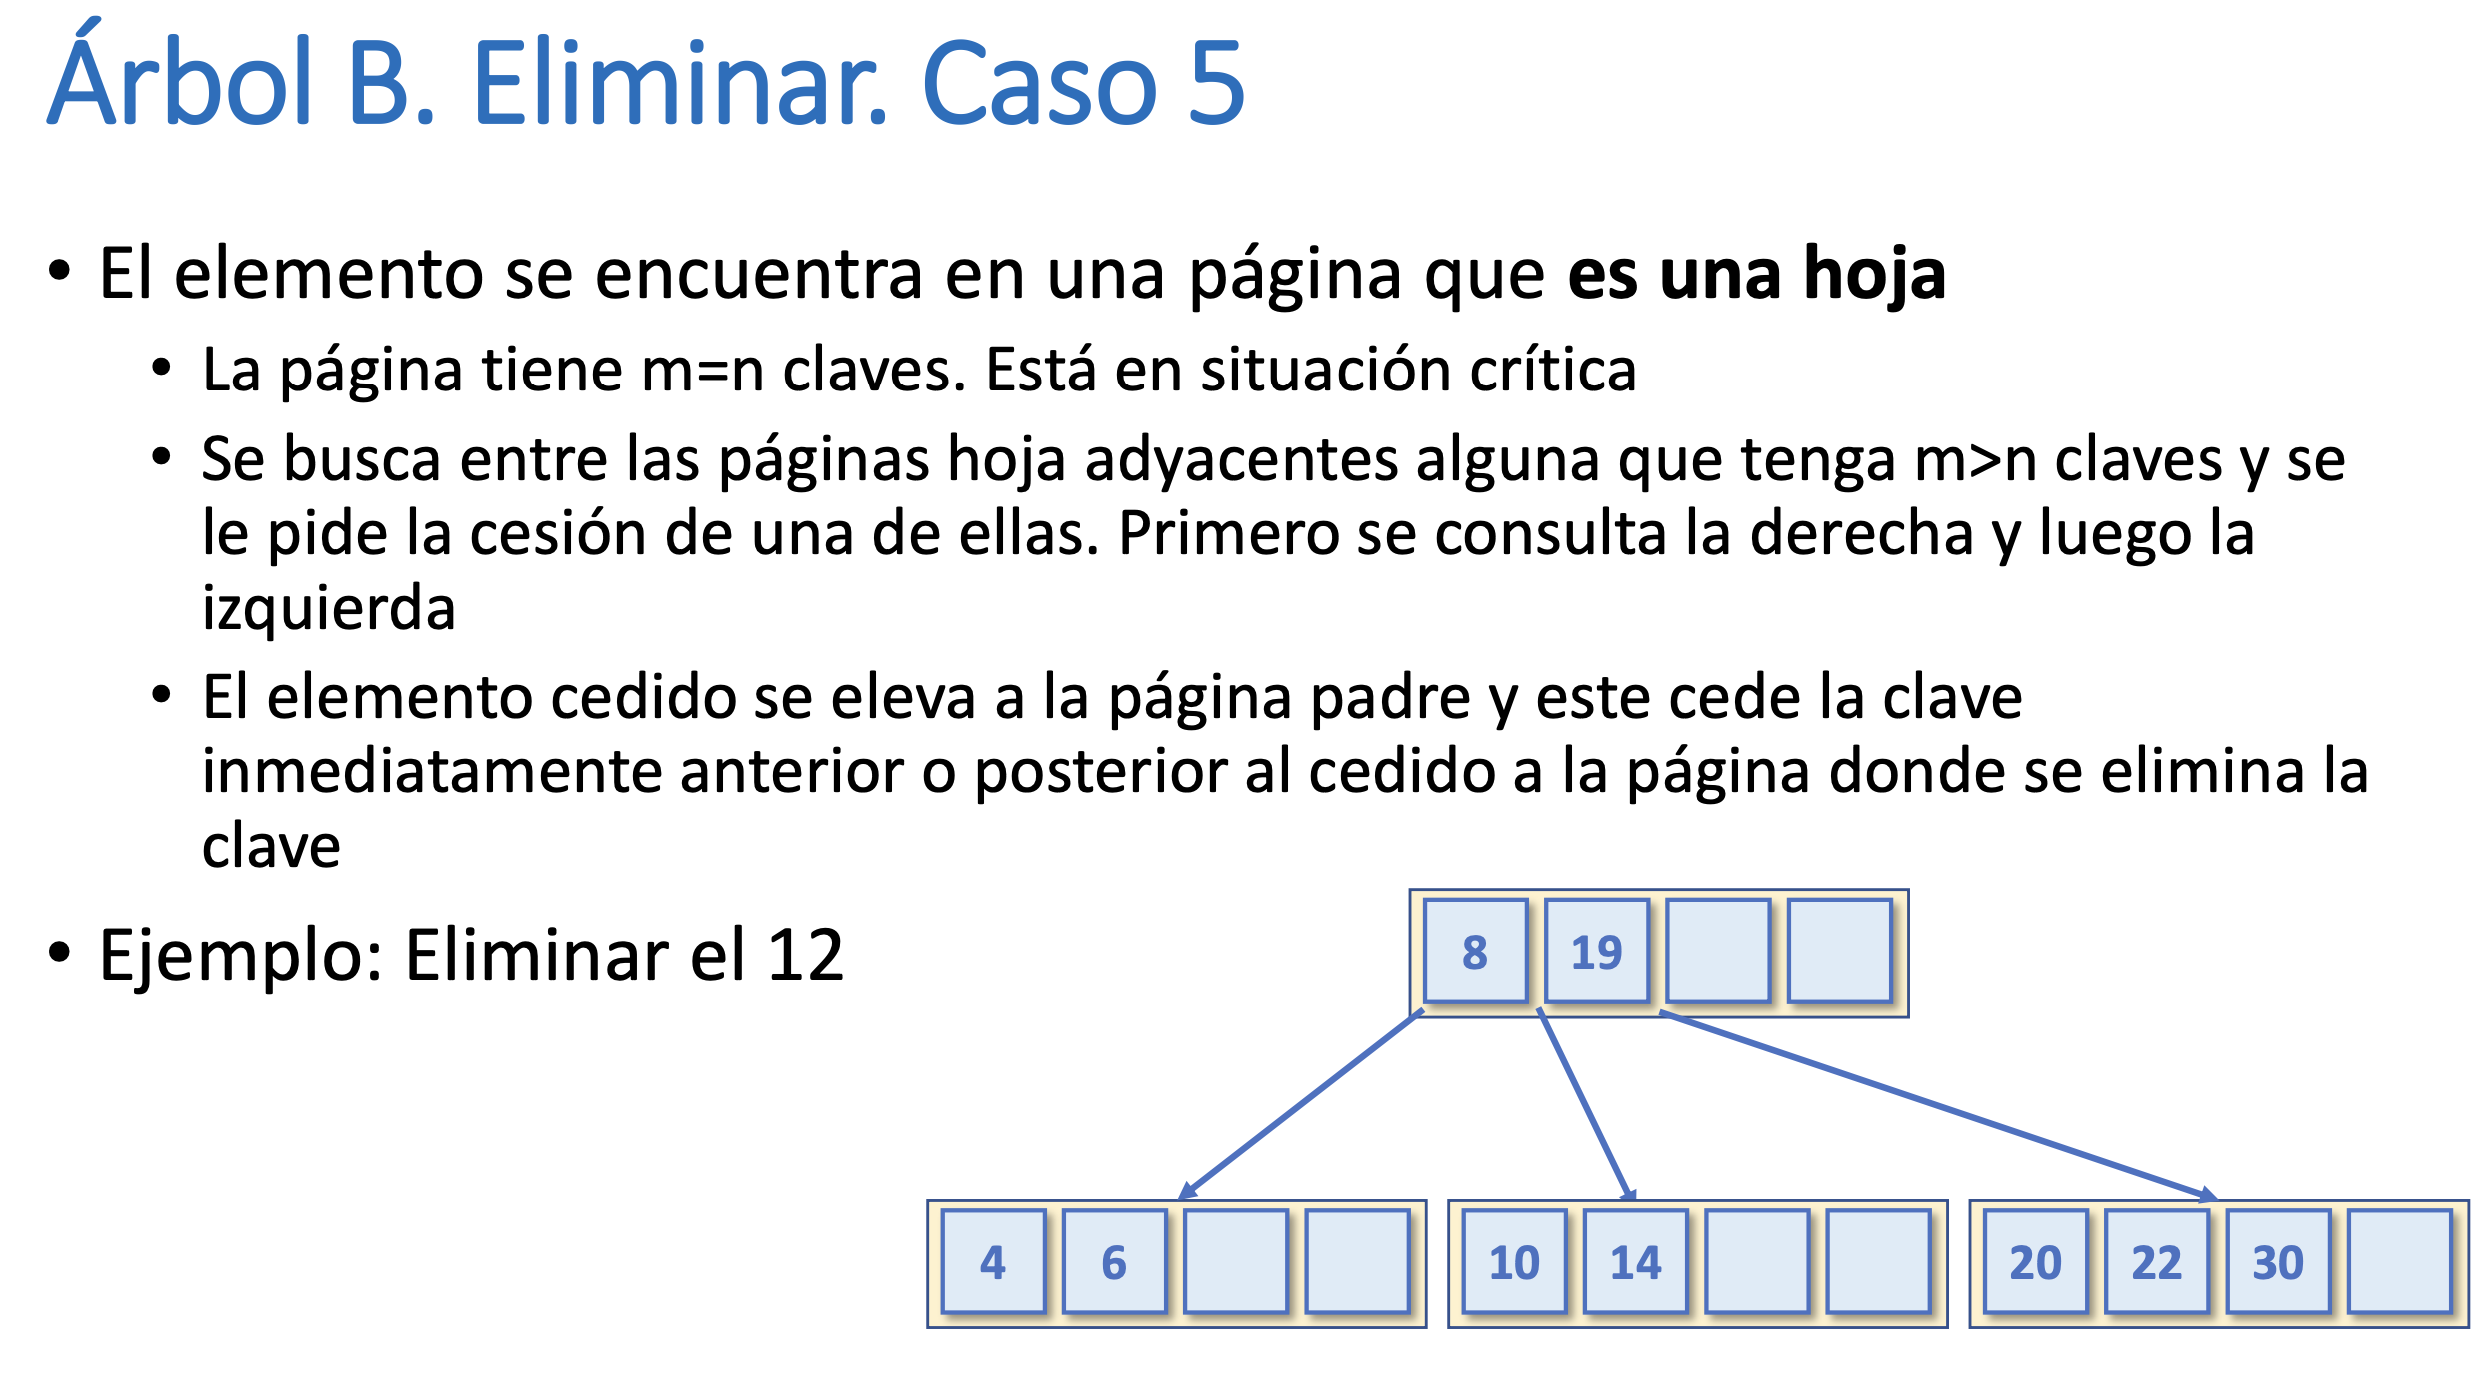 Árbol B. Eliminar. Caso 5
• El elemento se encuentra en una página que es una hoja
• La página tiene m=n claves. Está en situación crítica
• Se busca entre las páginas hoja adyacentes alguna que tenga m>n claves y se
le pide la cesión de una de ellas. Primero se consulta la derecha y luego la
izquierda
• El elemento cedido se eleva a la página padre y este cede la clave
inmediatamente anterior o posterior al cedido a la página donde se elimina la
clave
• Ejemplo: Eliminar el 12
8 19
4 6 10 14 20 22 30